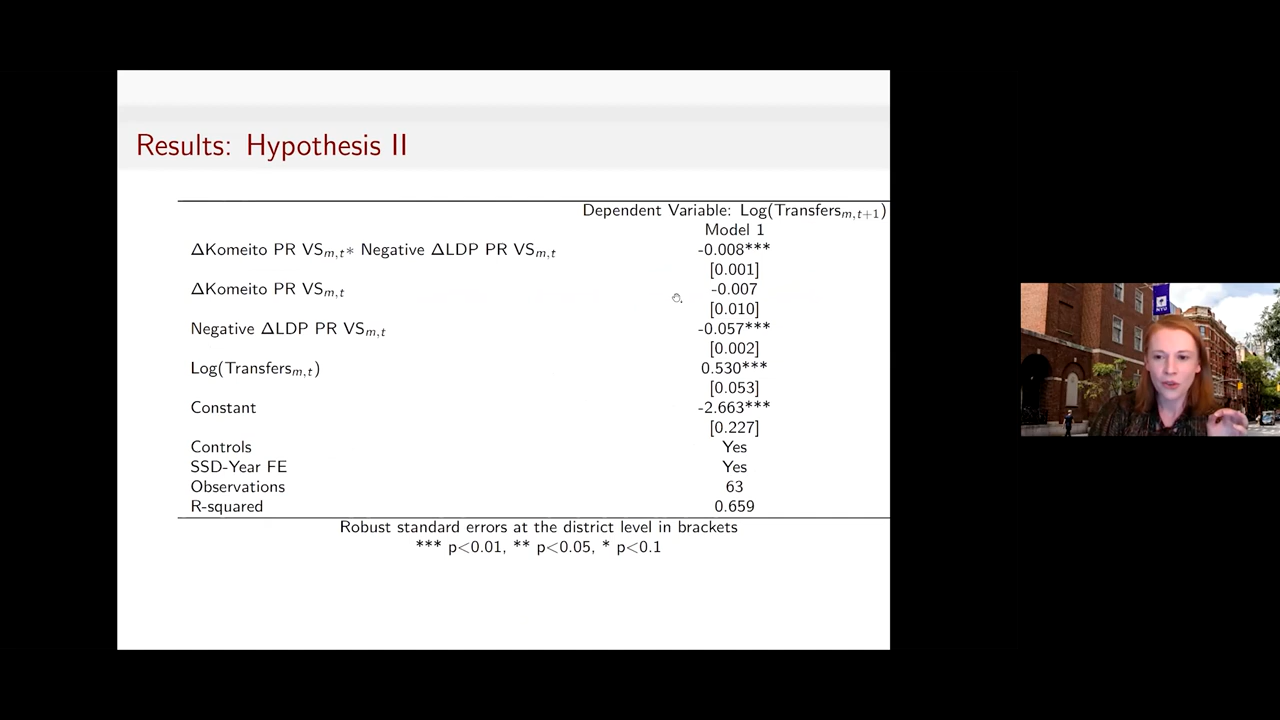 Results: Hypothesis II
Dependent Variable: Log(Transfers_{m,t+1})
Model 1
ΔKomeito PR VS_{m,t}* Negative ΔLDP PR VS_{m,t} -0.008***
[0.001]
ΔKomeito PR VS_{m,t} -0.007
[0.010]
Negative ΔLDP PR VS_{m,t} -0.057***
[0.002]
Log(Transfers_{m,t}) 0.530***
[0.053]
Constant -2.663***
[0.227]
Controls Yes
SSD-Year FE Yes
Observations 63
R-squared 0.659
Robust standard errors at the district level in brackets
*** p<0.01, ** p<0.05, * p<0.1
NYU